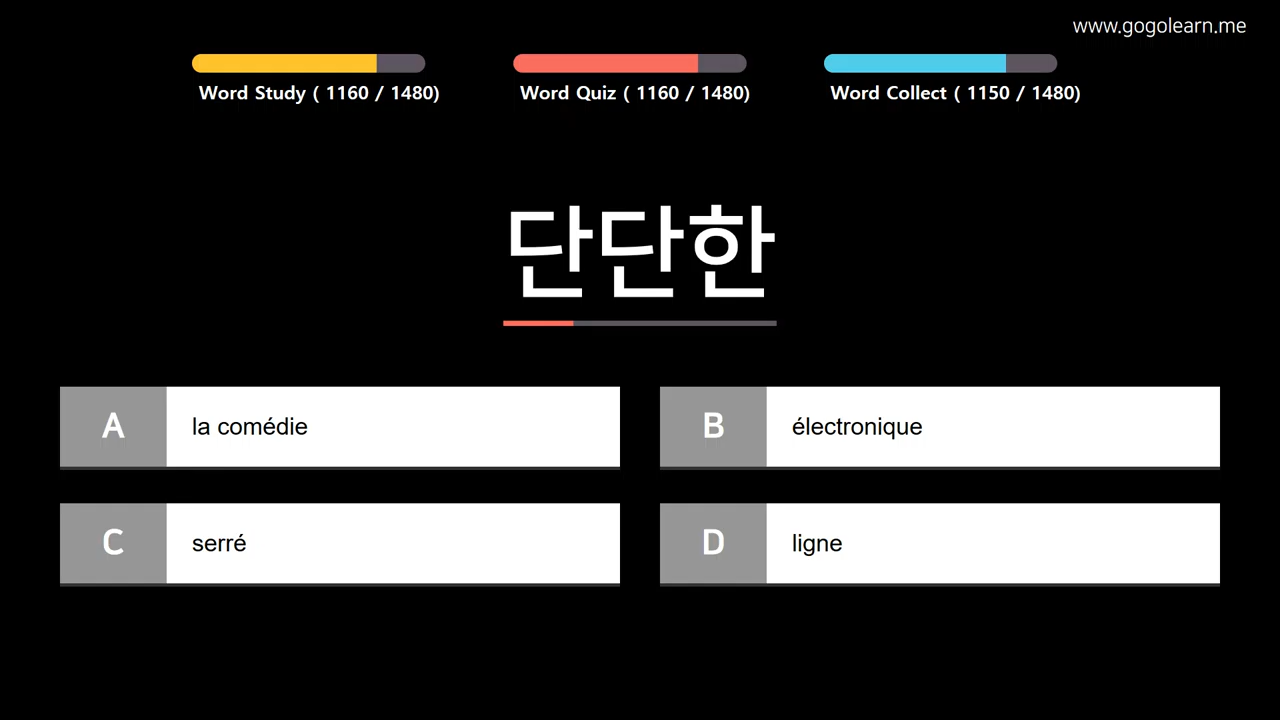 www.gogolearn.me
Word Study ( 1160 / 1480)
Word Quiz ( 1160 / 1480)
Word Collect ( 1150 / 1480)
단단한
A la comédie
B électronique
C serré
D ligne